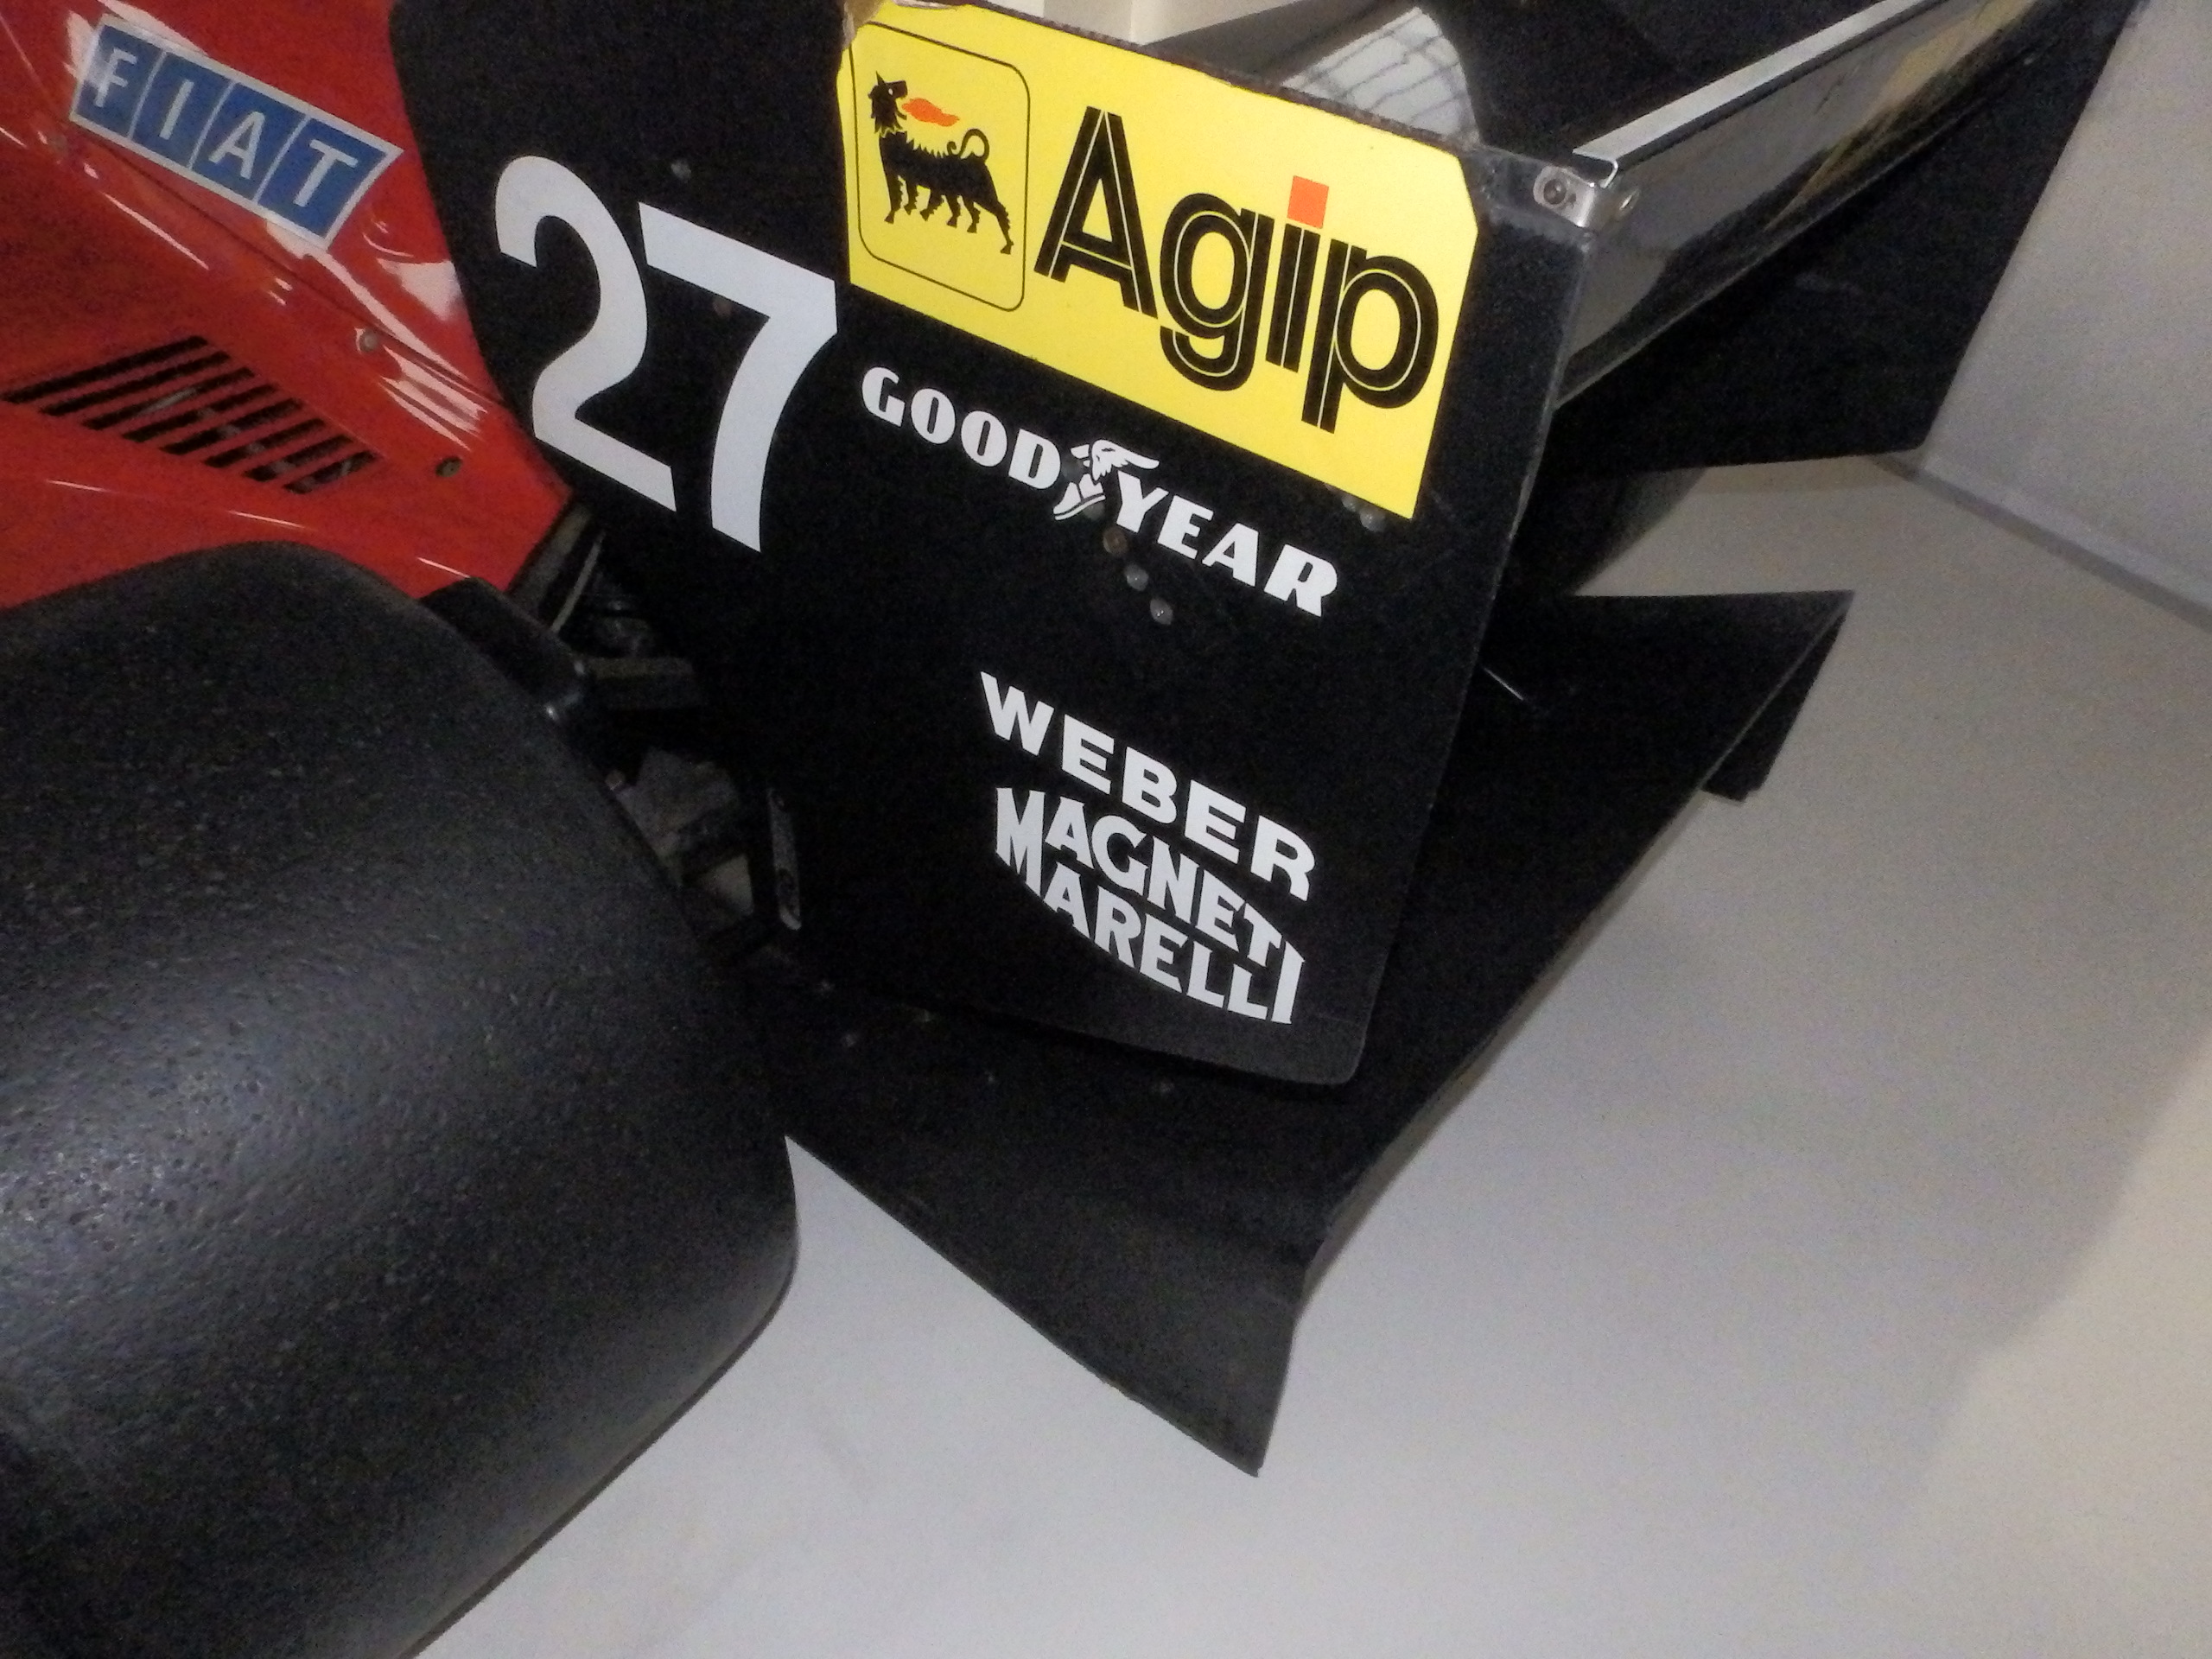 FIAT
27
Agip
GOODYEAR
WEBER
MAGNETI
MARELLI